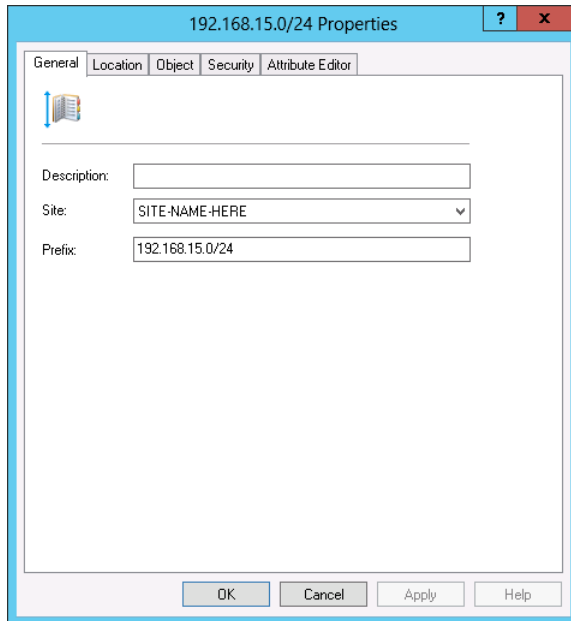 192.168.15.0/24 Properties ? x
General Location Object Security Attribute Editor
Description:
Site: SITE-NAME-HERE
Prefix: 192.168.15.0/24
OK Cancel Apply Help